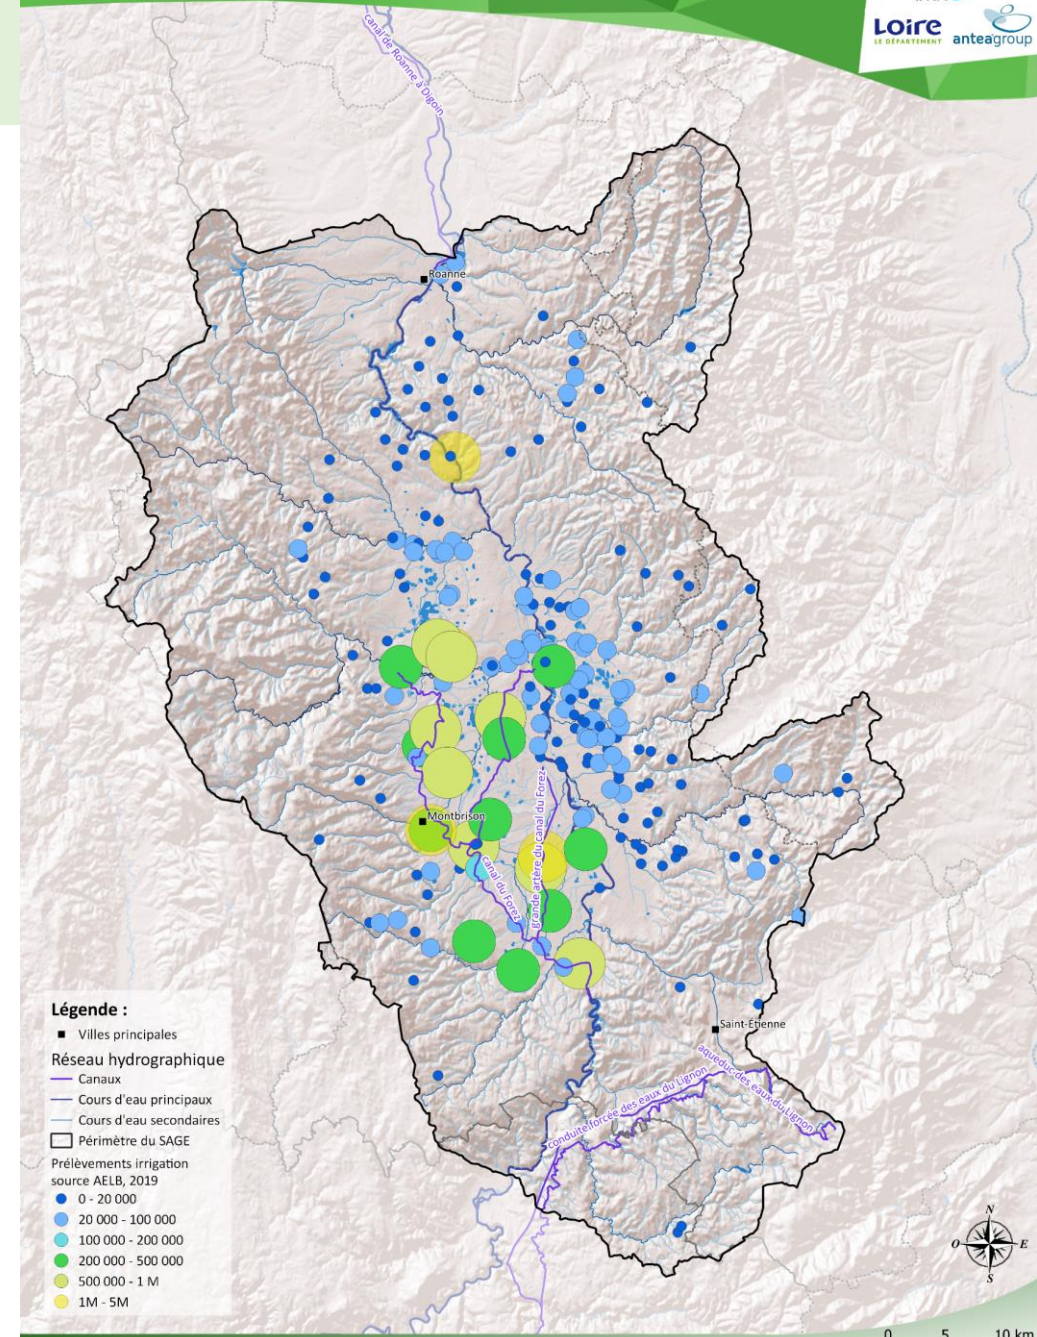 Loire
LE DÉPARTEMENT
anteagroup
canal de Roanne à Digoin
Roanne
Montbrison
canal du Forez
grande artère du canal du Forez
Saint-Étienne
aqueduc des eaux du Lignon
conduite forcée des eaux du Lignon
Légende :
Villes principales
Réseau hydrographique
Canaux
Cours d'eau principaux
Cours d'eau secondaires
Périmètre du SAGE
Prélèvements irrigation
source AELB, 2019
0 - 20 000
20 000 - 100 000
100 000 - 200 000
200 000 - 500 000
500 000 - 1 M
1M - 5M
N
O
E
S
0 5 10 km